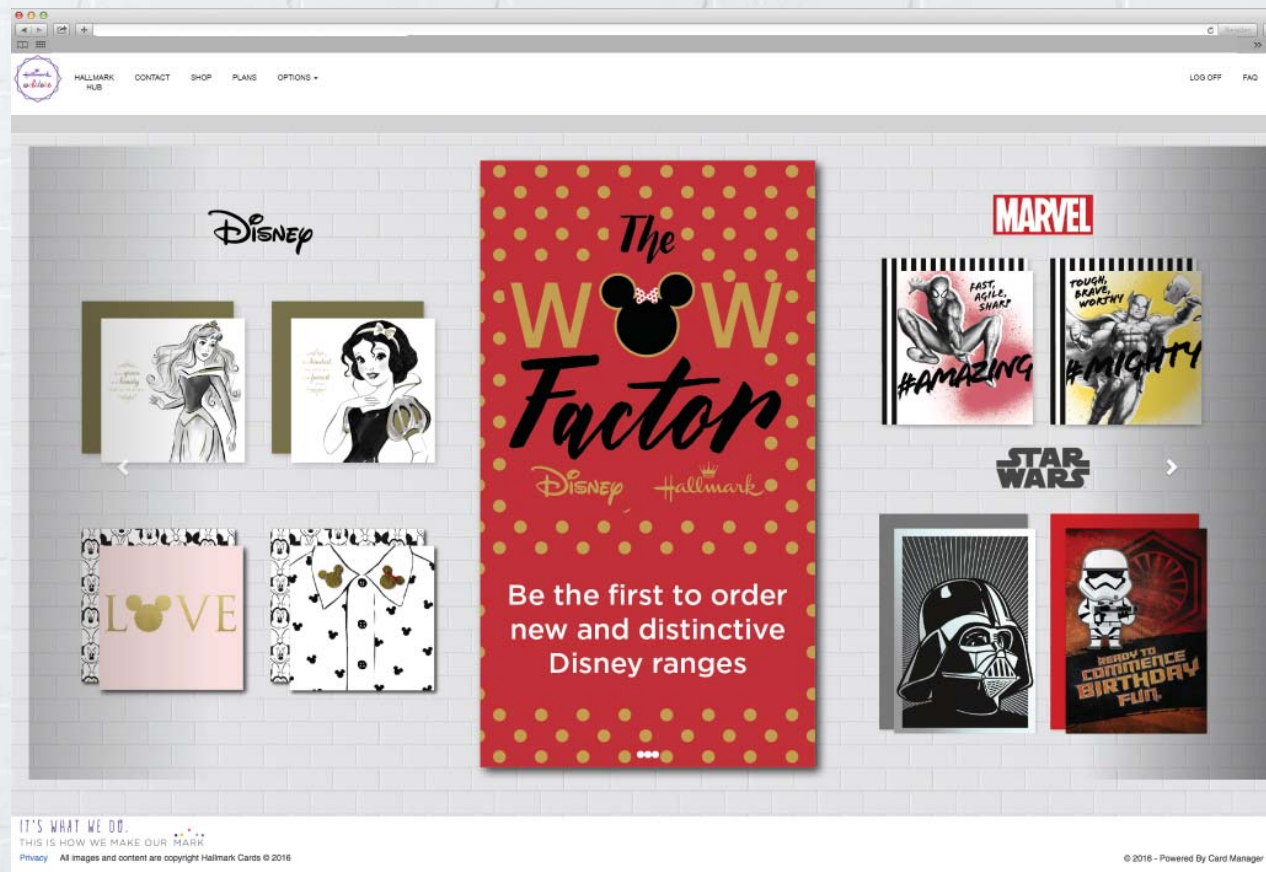 Hallmark
HALLMARK
HUB
CONTACT
SHOP
PLANS
OPTIONS
LOG OFF
FAQ
Disney
The
WOW
Factor
Disney Hallmark
Be the first to order
new and distinctive
Disney ranges
LOVE
MARVEL
FAST,
AGILE,
SHARP
#AMAZING
TOUGH,
BRAVE,
WORTHY
#MIGHTY
STAR
WARS
READY TO
COMMENCE
BIRTHDAY
FUN.
IT'S WHAT WE DO.
THIS IS HOW WE MAKE OUR MARK
Privacy All images and content are copyright Hallmark Cards © 2016
© 2016 - Powered By Card Manager